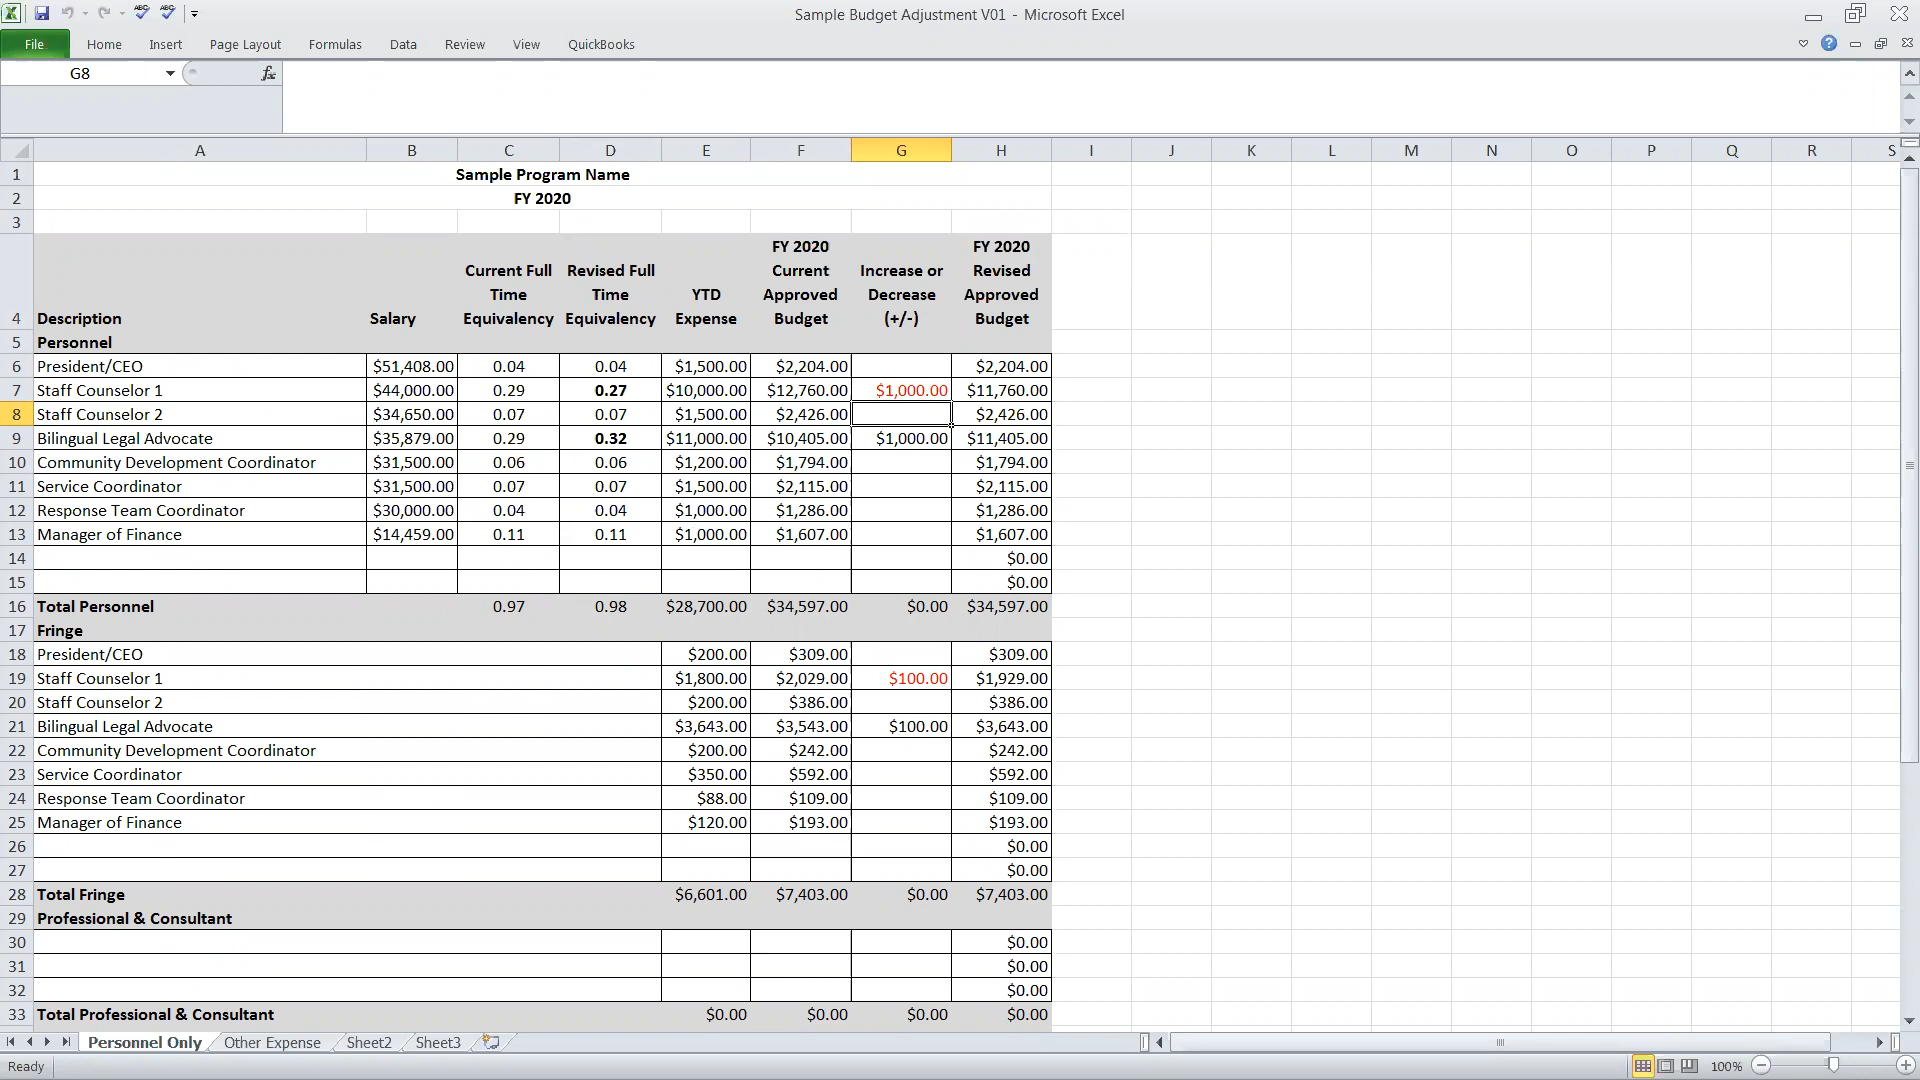 Sample Budget Adjustment V01 - Microsoft Excel
File Home Insert Page Layout Formulas Data Review View QuickBooks
G8 fx
A B C D E F G H I J K L M N O P Q R S
1 Sample Program Name
2 FY 2020
3
4 Description Salary Current Full Time Equivalency Revised Full Time Equivalency YTD Expense FY 2020 Current Approved Budget Increase or Decrease (+/-) FY 2020 Revised Approved Budget
5 Personnel
6 President/CEO $51,408.00 0.04 0.04 $1,500.00 $2,204.00 $2,204.00
7 Staff Counselor 1 $44,000.00 0.29 0.27 $10,000.00 $12,760.00 $1,000.00 $11,760.00
8 Staff Counselor 2 $34,650.00 0.07 0.07 $1,500.00 $2,426.00 $2,426.00
9 Bilingual Legal Advocate $35,879.00 0.29 0.32 $11,000.00 $10,405.00 $1,000.00 $11,405.00
10 Community Development Coordinator $31,500.00 0.06 0.06 $1,200.00 $1,794.00 $1,794.00
11 Service Coordinator $31,500.00 0.07 0.07 $1,500.00 $2,115.00 $2,115.00
12 Response Team Coordinator $30,000.00 0.04 0.04 $1,000.00 $1,286.00 $1,286.00
13 Manager of Finance $14,459.00 0.11 0.11 $1,000.00 $1,607.00 $1,607.00
14 $0.00
15 $0.00
16 Total Personnel 0.97 0.98 $28,700.00 $34,597.00 $0.00 $34,597.00
17 Fringe
18 President/CEO $200.00 $309.00 $309.00
19 Staff Counselor 1 $1,800.00 $2,029.00 $100.00 $1,929.00
20 Staff Counselor 2 $200.00 $386.00 $386.00
21 Bilingual Legal Advocate $3,643.00 $3,543.00 $100.00 $3,643.00
22 Community Development Coordinator $200.00 $242.00 $242.00
23 Service Coordinator $350.00 $592.00 $592.00
24 Response Team Coordinator $88.00 $109.00 $109.00
25 Manager of Finance $120.00 $193.00 $193.00
26 $0.00
27 $0.00
28 Total Fringe $6,601.00 $7,403.00 $0.00 $7,403.00
29 Professional & Consultant
30 $0.00
31 $0.00
32 $0.00
33 Total Professional & Consultant $0.00 $0.00 $0.00 $0.00
Personnel Only Other Expense Sheet2 Sheet3
Ready 100%